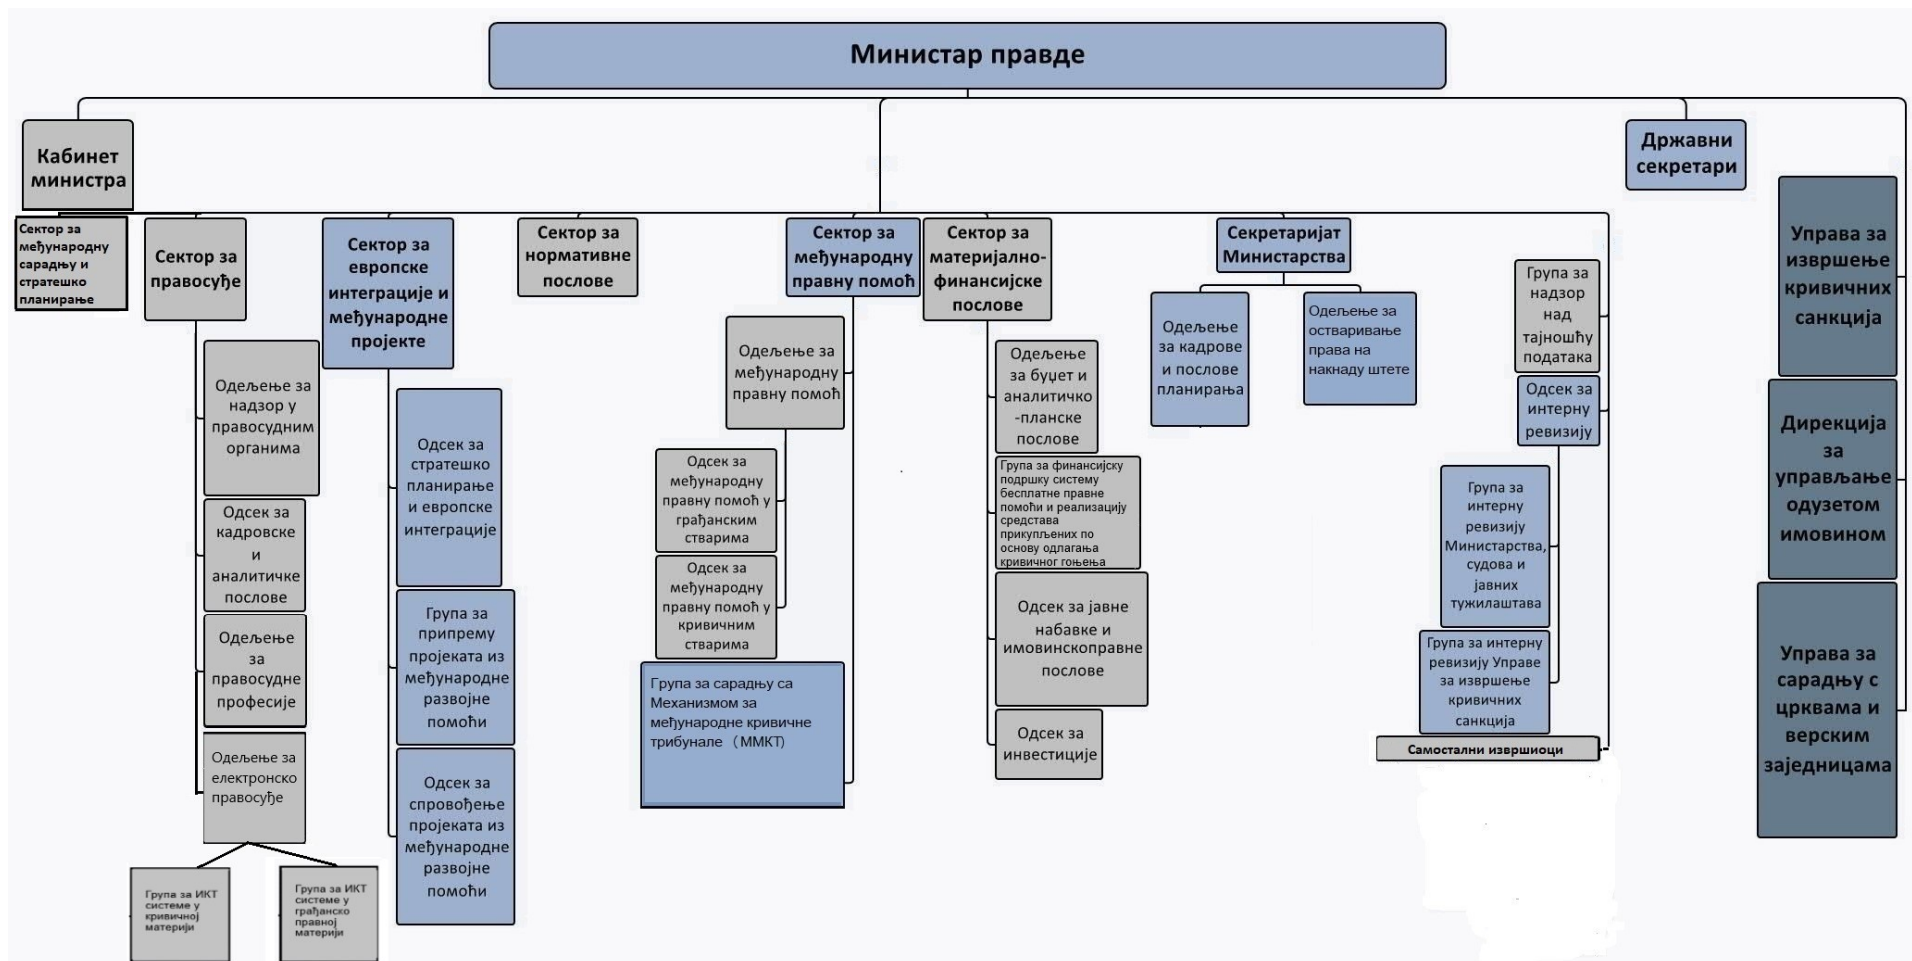 Министар правде
Кабинет
министра
Државни
секретари
Сектор за
међународну
сарадњу и
стратешко
планирање
Сектор за
правосуђе
Одељење за
надзор у
правосудним
органима
Одсек за
кадровске
и
аналитичке
послове
Одељење
за
правосудне
професије
Одељење за
електронско
правосуђе
Група за ИКТ
системе у
кривичној
материји
Група за ИКТ
системе у
грађанско
правној
материји
Сектор за
европске
интеграције и
међународне
пројекте
Одсек за
стратешко
планирање
и европске
интеграције
Група за
припрему
пројеката из
међународне
развојне
помоћи
Одсек за
спровођење
пројеката из
међународне
развојне
помоћи
Сектор за
нормативне
послове
Сектор за
међународну
правну помоћ
Одељење за
међународну
правну помоћ
Одсек за
међународну
правну помоћ у
грађанским
стварима
Одсек за
међународну
правну помоћ у
кривичним
стварима
Група за сарадњу са
Механизмом за
међународне кривичне
трибунале (ММКТ)
Сектор за
материјално-
финансијске
послове
Одељење
за буџет и
аналитичко
-планске
послове
Група за финансијску
подршку систему
бесплатне правне
помоћи и реализацију
средстава
прикупљених по
основу одлагања
кривичног гоњења
Одсек за јавне
набавке и
имовинскоправне
послове
Одсек за
инвестиције
Секретаријат
Министарства
Одељење
за кадрове
и послове
планирања
Одељење за
остваривање
права на
накнаду штете
Група за
надзор
над
тајношћу
података
Одсек за
интерну
ревизију
Група за
интерну
ревизију
Министарства,
судова и
јавних
тужилаштава
Група за интерну
ревизију Управе
за извршење
кривичних
санкција
Самостални извршиоци
Управа за
извршење
кривичних
санкција
Дирекција
за
управљање
одузетом
имовином
Управа за
сарадњу с
црквама и
верским
заједницама